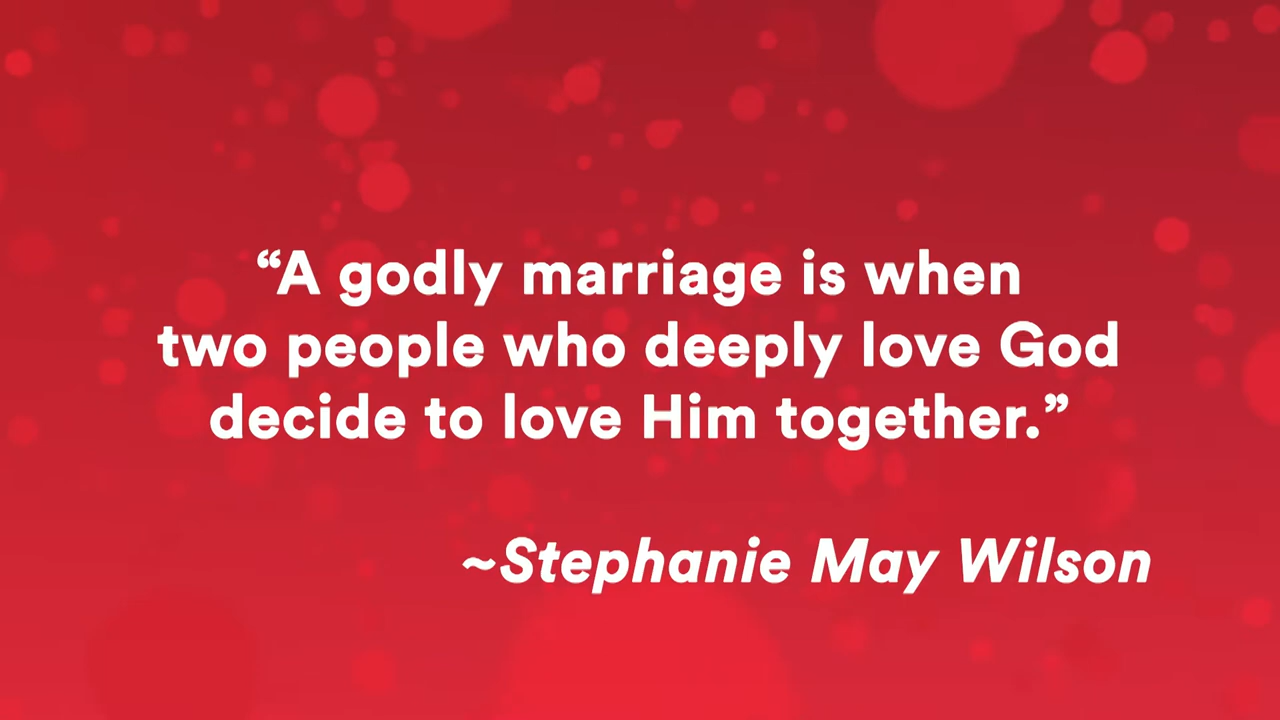 “A godly marriage is when
two people who deeply love God
decide to love Him together.”
~Stephanie May Wilson